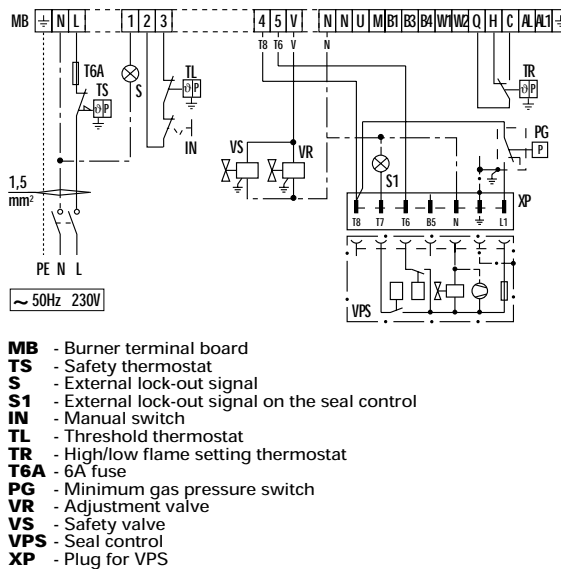 MB ⏚ N L 1 2 3 4 5 V N N U M B1 B3 B4 W1 W2 Q H C AL AL1 ⏚
T8 T6 V N
T6A
TS
ϑ P
S
TL
ϑ P
IN
TR
ϑ P
PG
P
VS VR
S1
1,5
mm²
XP
T8 T7 T6 B5 N ⏚ L1
VPS
PE N L
~ 50Hz 230V
MB - Burner terminal board
TS - Safety thermostat
S - External lock-out signal
S1 - External lock-out signal on the seal control
IN - Manual switch
TL - Threshold thermostat
TR - High/low flame setting thermostat
T6A - 6A fuse
PG - Minimum gas pressure switch
VR - Adjustment valve
VS - Safety valve
VPS - Seal control
XP - Plug for VPS